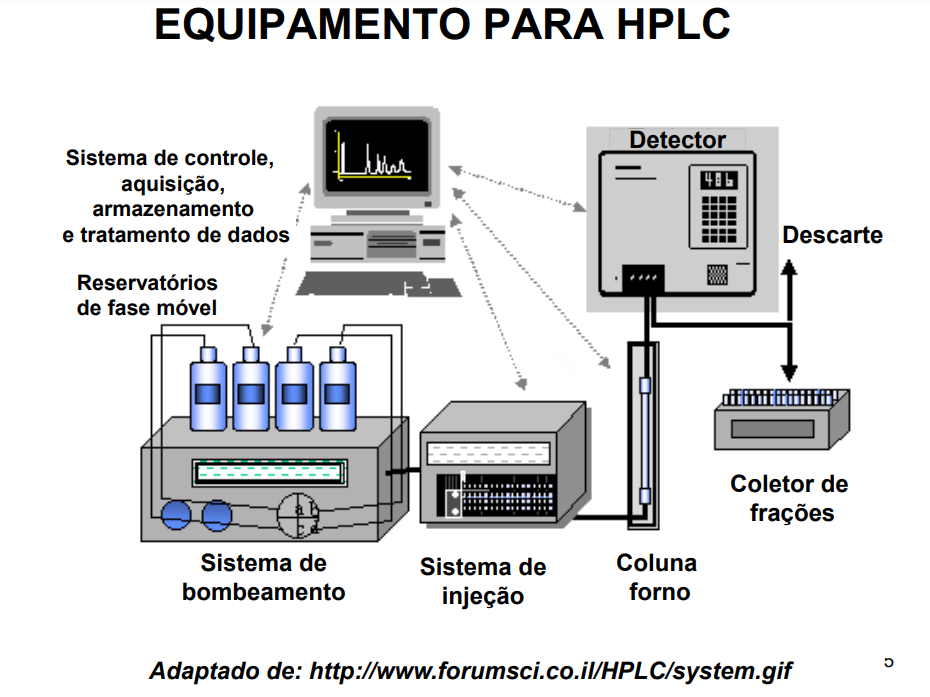 EQUIPAMENTO PARA HPLC
Sistema de controle,
aquisição,
armazenamento
e tratamento de dados
Reservatórios
de fase móvel
Detector
486
Descarte
Coletor de
frações
Sistema de
bombeamento
Sistema de
injeção
Coluna
forno
Adaptado de: http://www.forumsci.co.il/HPLC/system.gif
5